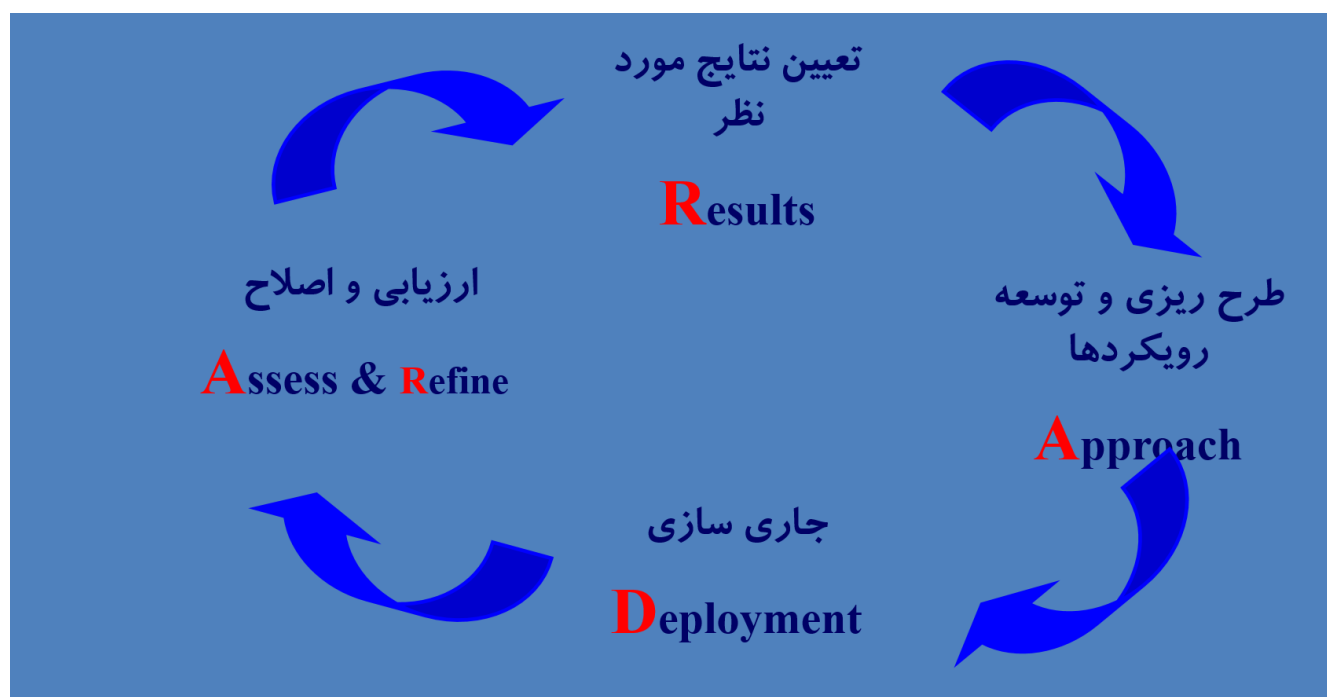 تعیین نتایج مورد
نظر
Results
طرح ریزی و توسعه
رویکردها
Approach
جاری سازی
Deployment
ارزیابی و اصلاح
Assess & Refine